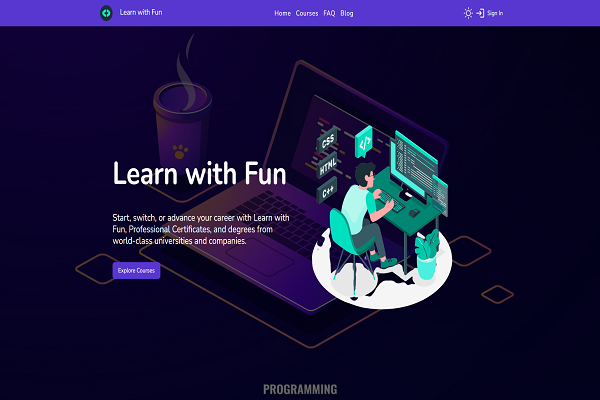 Learn with Fun
Home Courses FAQ Blog
Sign In
CSS
HTML
C++
</>
Learn with Fun
Start, switch, or advance your career with Learn with
Fun, Professional Certificates, and degrees from
world-class universities and companies.
Explore Courses
PROGRAMMING